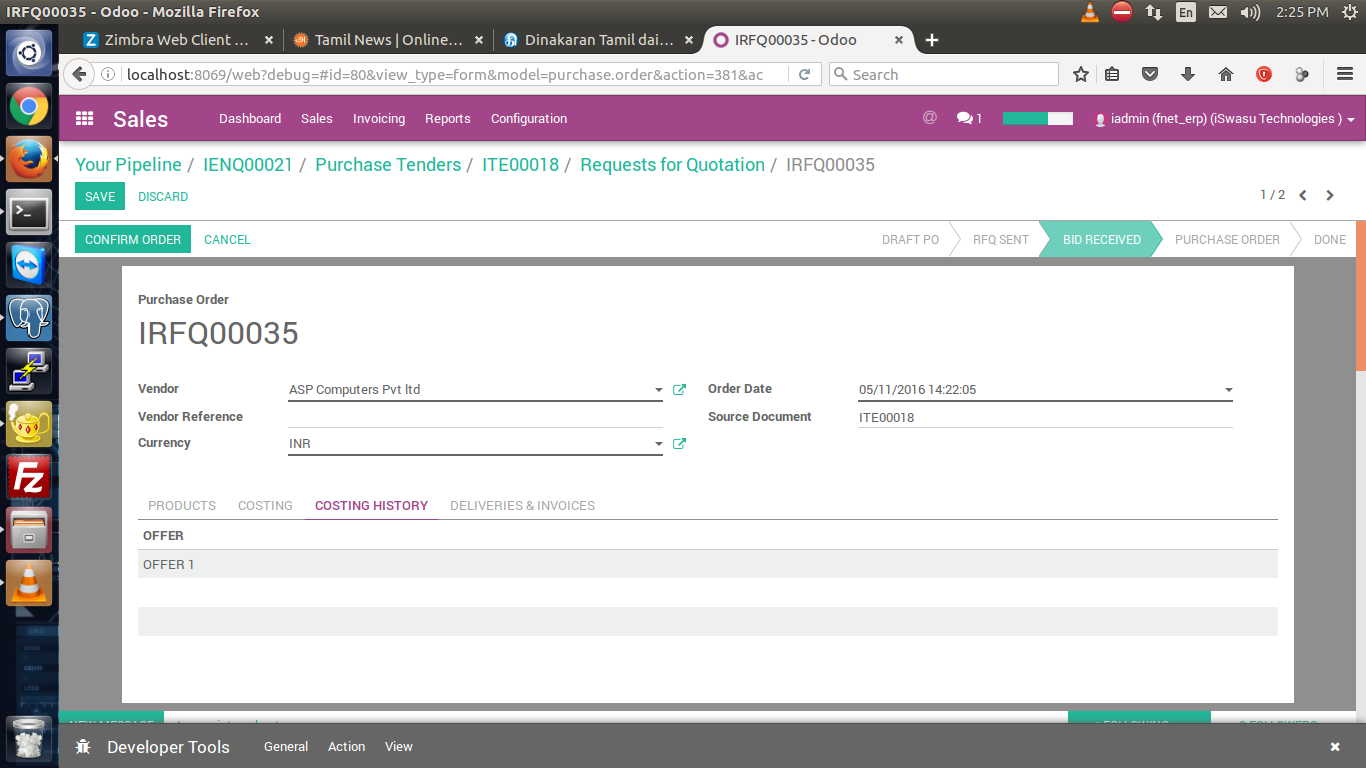 IRFQ00035 - Odoo - Mozilla Firefox
En
2:25 PM
Zimbra Web Client ...
Tamil News | Online...
Dinakaran Tamil dai...
IRFQ00035 - Odoo
localhost:8069/web?debug=#id=80&view_type=form&model=purchase.order&action=381&ac
Search
Sales
Dashboard
Sales
Invoicing
Reports
Configuration
@
1
iadmin (fnet_erp) (iSwasu Technologies )
Your Pipeline / IENQ00021 / Purchase Tenders / ITE00018 / Requests for Quotation / IRFQ00035
SAVE
DISCARD
1 / 2
CONFIRM ORDER
CANCEL
DRAFT PO
RFQ SENT
BID RECEIVED
PURCHASE ORDER
DONE
Purchase Order
IRFQ00035
Vendor
ASP Computers Pvt ltd
Order Date
05/11/2016 14:22:05
Vendor Reference
Source Document
ITE00018
Currency
INR
PRODUCTS
COSTING
COSTING HISTORY
DELIVERIES & INVOICES
OFFER
OFFER 1
Developer Tools
General
Action
View